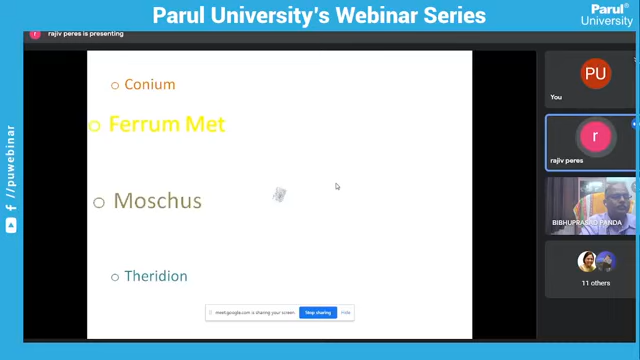 Parul University's Webinar Series
Parul®
University
rajiv peres is presenting
r
Conium
Ferrum Met
Moschus
Theridion
meet.google.com is sharing your screen.
Stop sharing
Hide
PU
You
r
rajiv peres
BIBHUPRASAD PANDA
11 others
//puwebinar